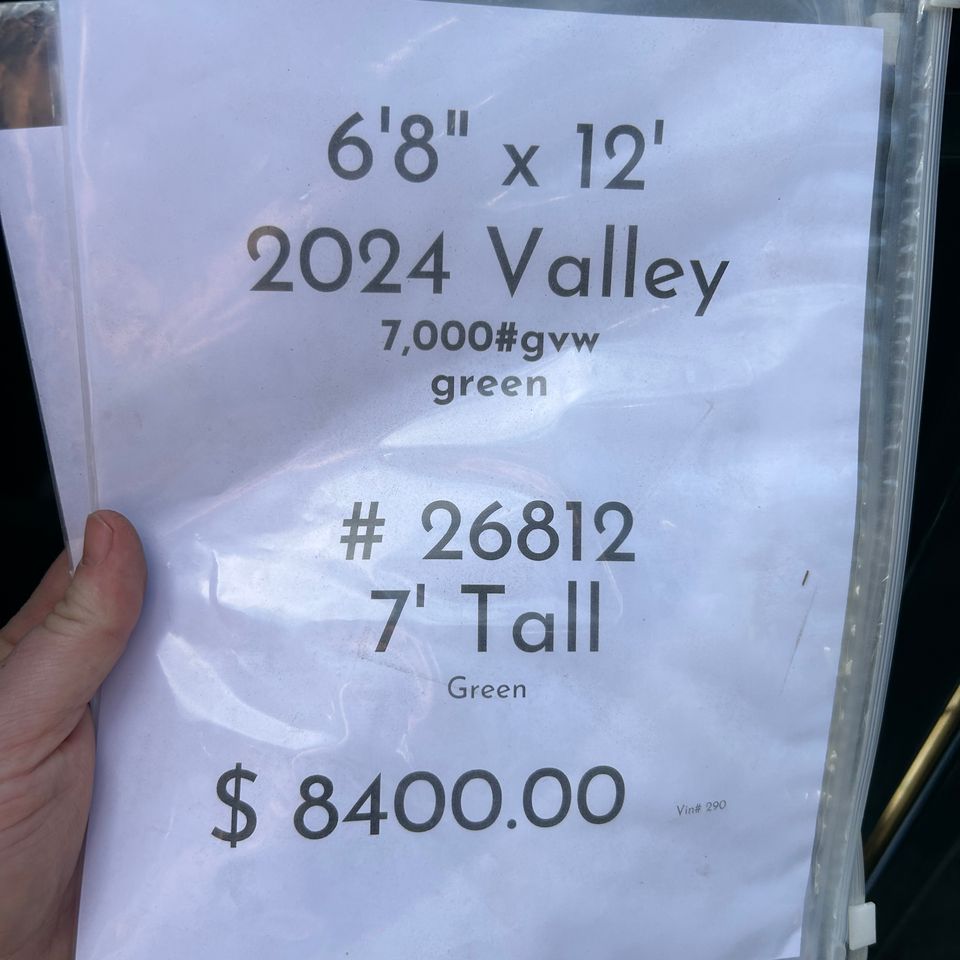 6'8" x 12'
2024 Valley
7,000#gvw
green
# 26812
7' Tall
Green
$ 8400.00
Vin# 290